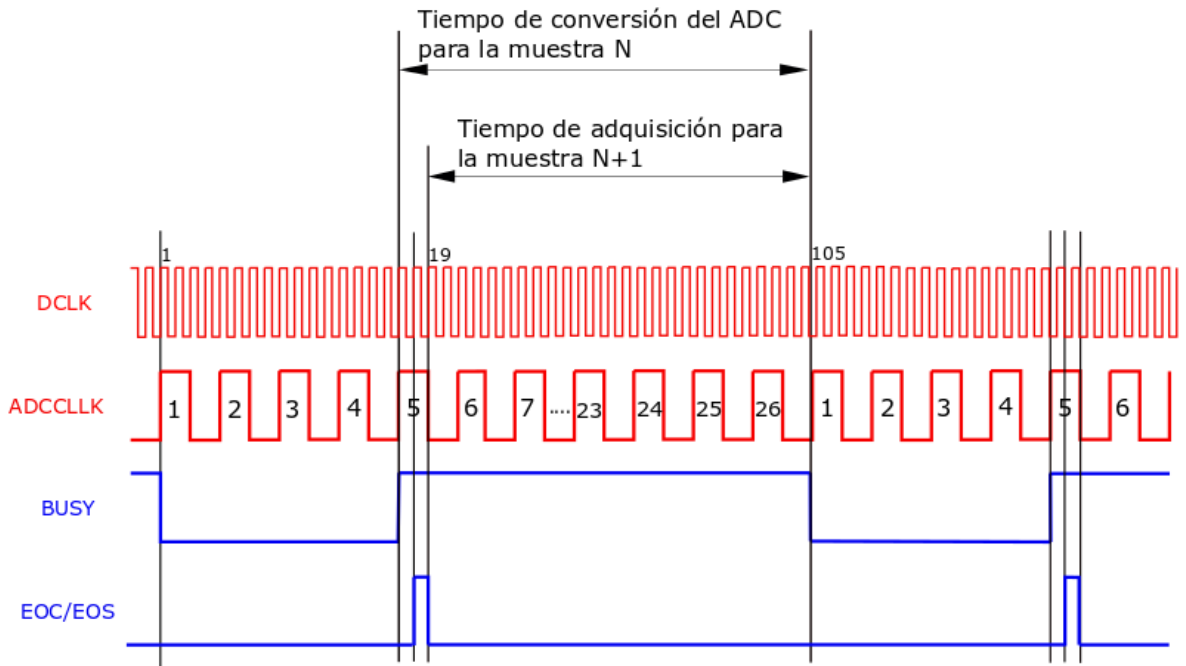 Tiempo de conversión del ADC
para la muestra N
Tiempo de adquisición para
la muestra N+1
1 19 105
DCLK
ADCCLLK 1 2 3 4 5 6 7 .... 23 24 25 26 1 2 3 4 5 6
BUSY
EOC/EOS